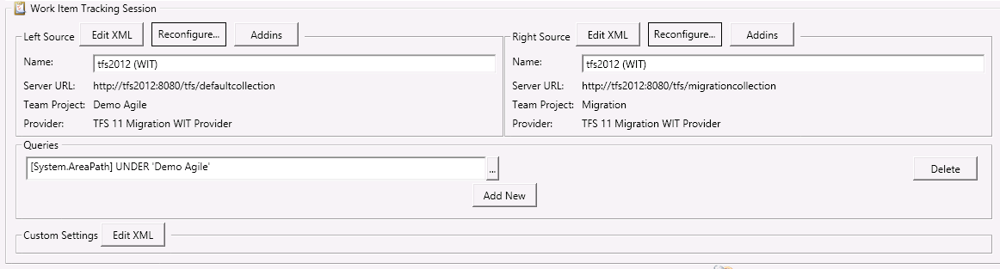 Work Item Tracking Session
Left Source Edit XML Reconfigure... Addins
Name: tfs2012 (WIT)
Server URL: http://tfs2012:8080/tfs/defaultcollection
Team Project: Demo Agile
Provider: TFS 11 Migration WIT Provider
Right Source Edit XML Reconfigure... Addins
Name: tfs2012 (WIT)
Server URL: http://tfs2012:8080/tfs/migrationcollection
Team Project: Migration
Provider: TFS 11 Migration WIT Provider
Queries
[System.AreaPath] UNDER 'Demo Agile' ... Delete
Add New
Custom Settings Edit XML